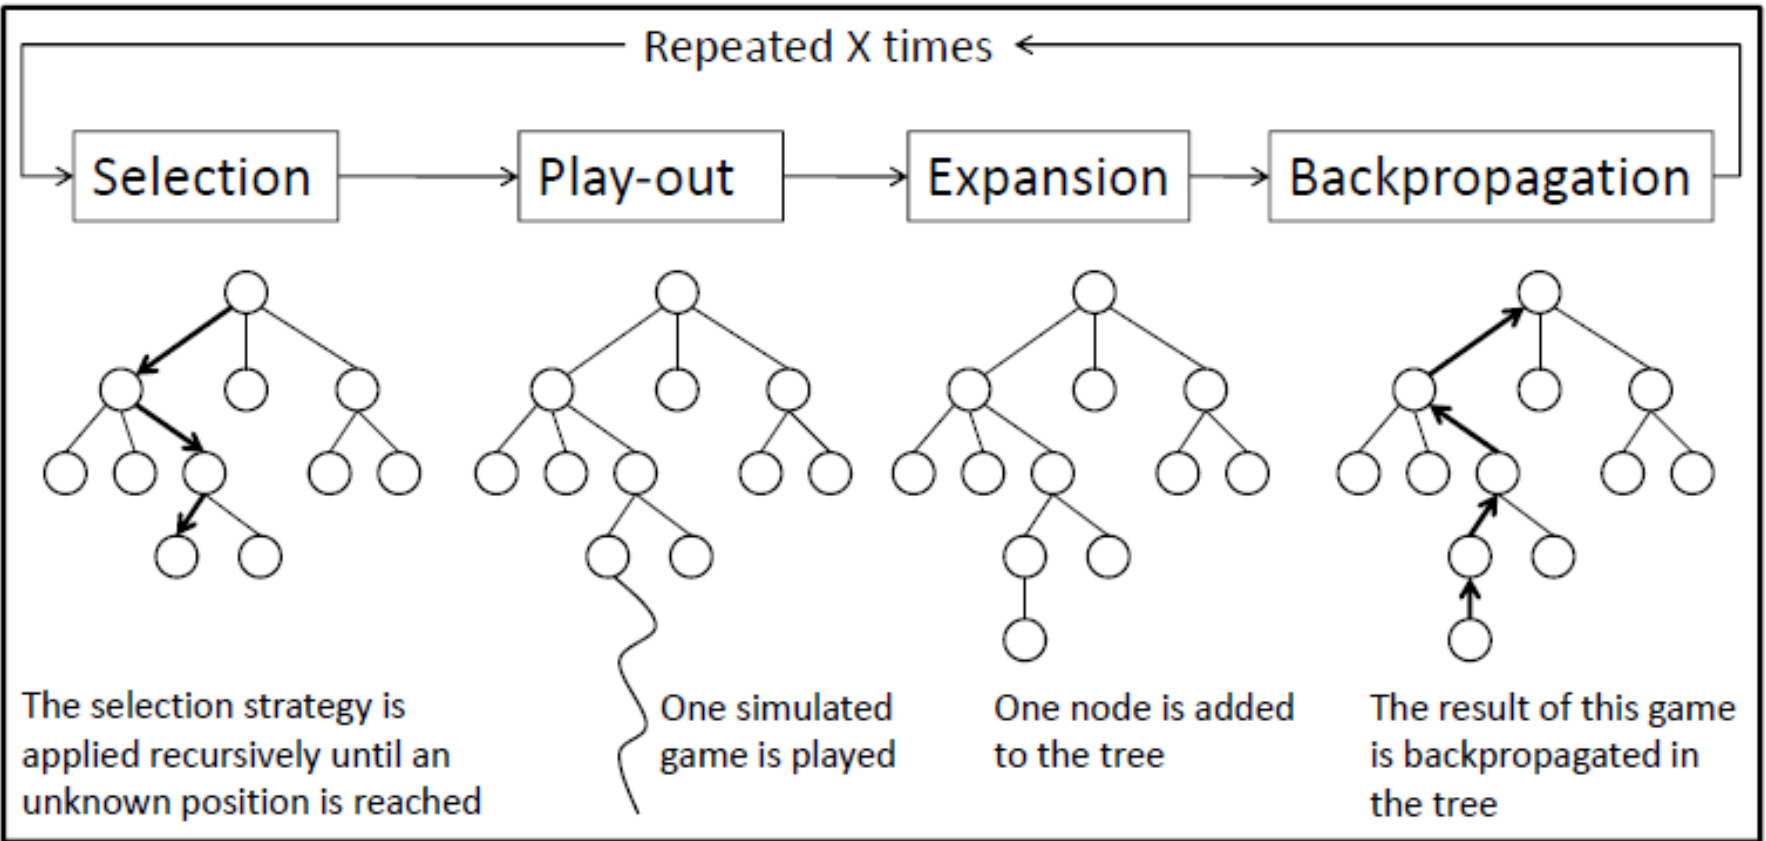 Repeated X times
Selection
Play-out
Expansion
Backpropagation
The selection strategy is
applied recursively until an
unknown position is reached
One simulated
game is played
One node is added
to the tree
The result of this game
is backpropagated in
the tree